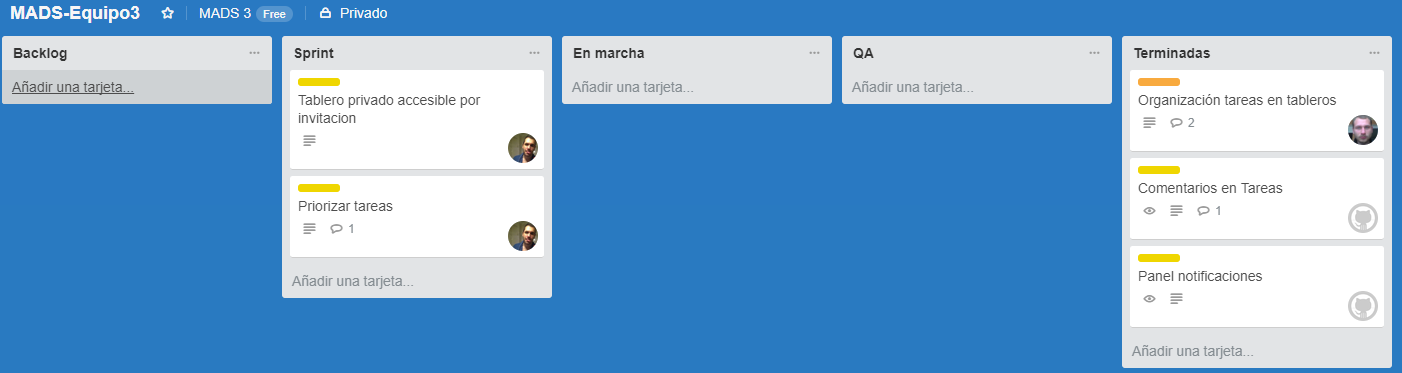 MADS-Equipo3 MADS 3 Free Privado
Backlog
Añadir una tarjeta...
Sprint
Tablero privado accesible por
invitacion
Priorizar tareas
1
Añadir una tarjeta...
En marcha
Añadir una tarjeta...
QA
Añadir una tarjeta...
Terminadas
Organización tareas en tableros
2
Comentarios en Tareas
1
Panel notificaciones
Añadir una tarjeta...